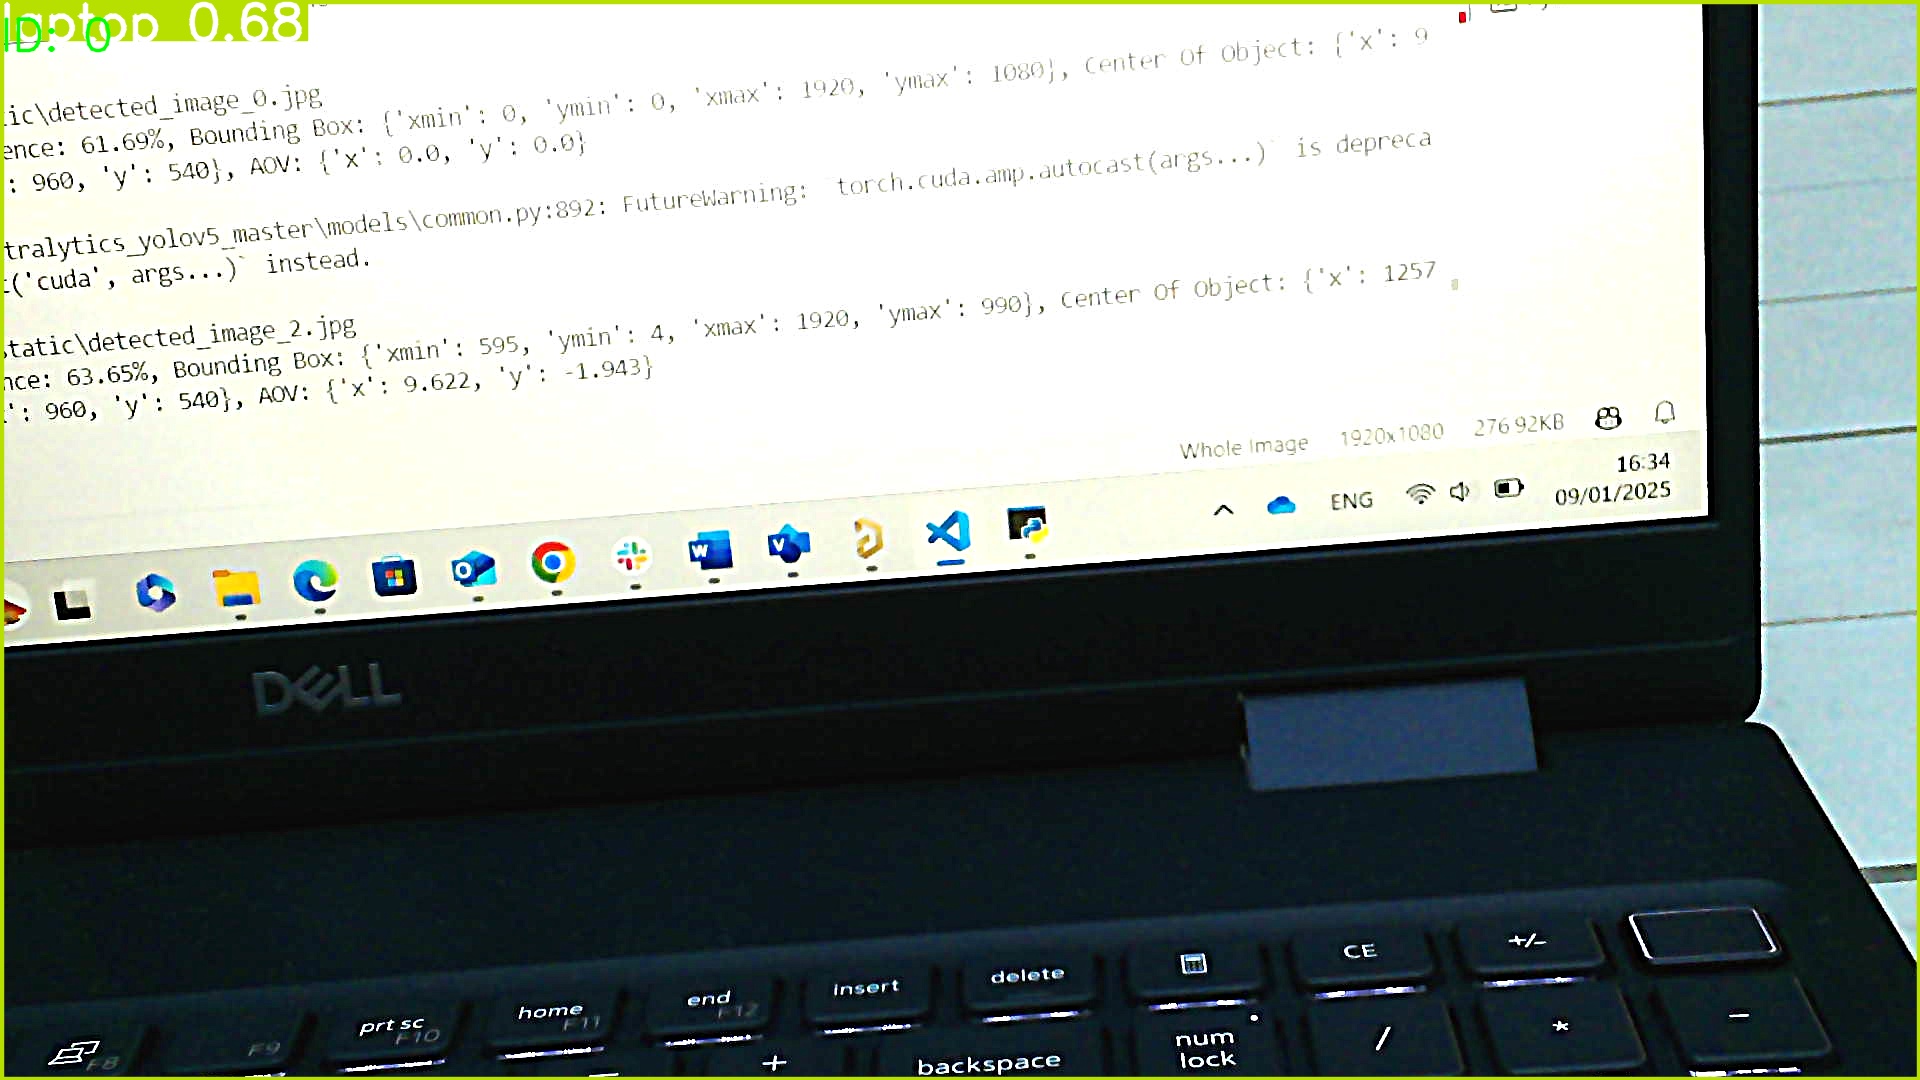 laptop 0.68
ID: 0
ic\detected_image_0.jpg
ence: 61.69%, Bounding Box: {'xmin': 0, 'ymin': 0, 'xmax': 1920, 'ymax': 1080}, Center Of Object: {'x': 9
: 960, 'y': 540}, AOV: {'x': 0.0, 'y': 0.0}
tralytics_yolov5_master\models\common.py:892: FutureWarning: `torch.cuda.amp.autocast(args...)` is depreca
t('cuda', args...)` instead.
static\detected_image_2.jpg
nce: 63.65%, Bounding Box: {'xmin': 595, 'ymin': 4, 'xmax': 1920, 'ymax': 990}, Center Of Object: {'x': 1257
': 960, 'y': 540}, AOV: {'x': 9.622, 'y': -1.943}
Whole Image 1920x1080 276.92KB
ENG 16:34
09/01/2025
DELL
F8 F9 prt sc F10 home F11 end F12 insert delete CE +/-
+ backspace num lock / * -